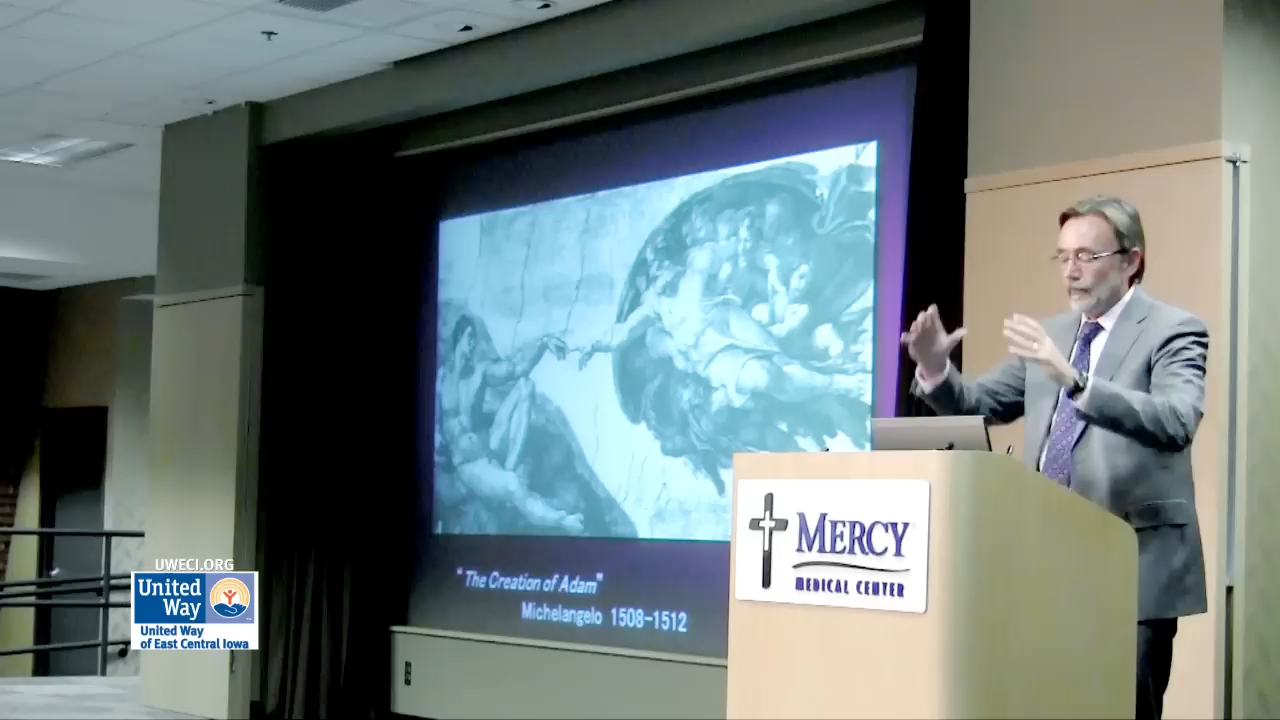 "The Creation of Adam"
Michelangelo 1508-1512
MERCY
MEDICAL CENTER
UWECI.ORG
United
Way
United Way
of East Central Iowa